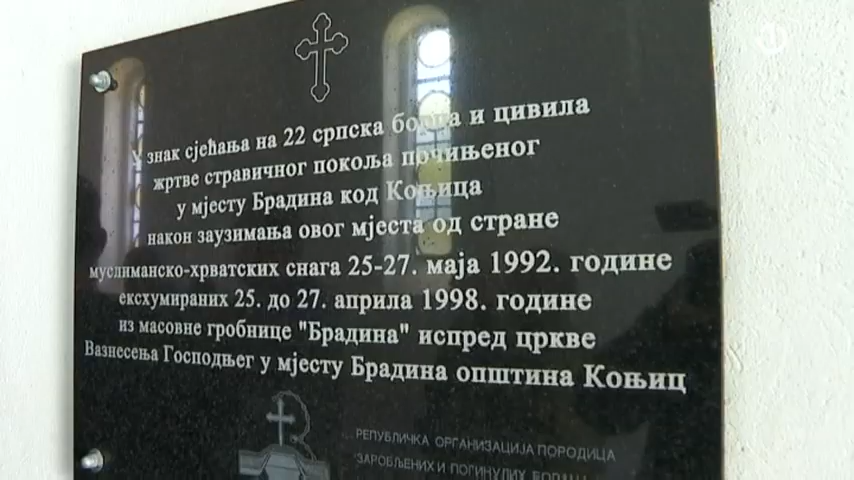 У знак сјећања на 22 српска борца и цивила
жртве стравичног покоља почињеног
у мјесту Брадина код Коњица
након заузимања овог мјеста од стране
муслиманско-хрватских снага 25-27. маја 1992. године
ексхумираних 25. до 27. априла 1998. године
из масовне гробнице "Брадина" испред цркве
Вазнесења Господњег у мјесту Брадина општина Коњиц
РЕПУБЛИЧКА ОРГАНИЗАЦИЈА ПОРОДИЦА
ЗАРОБЉЕНИХ И ПОГИНУЛИХ